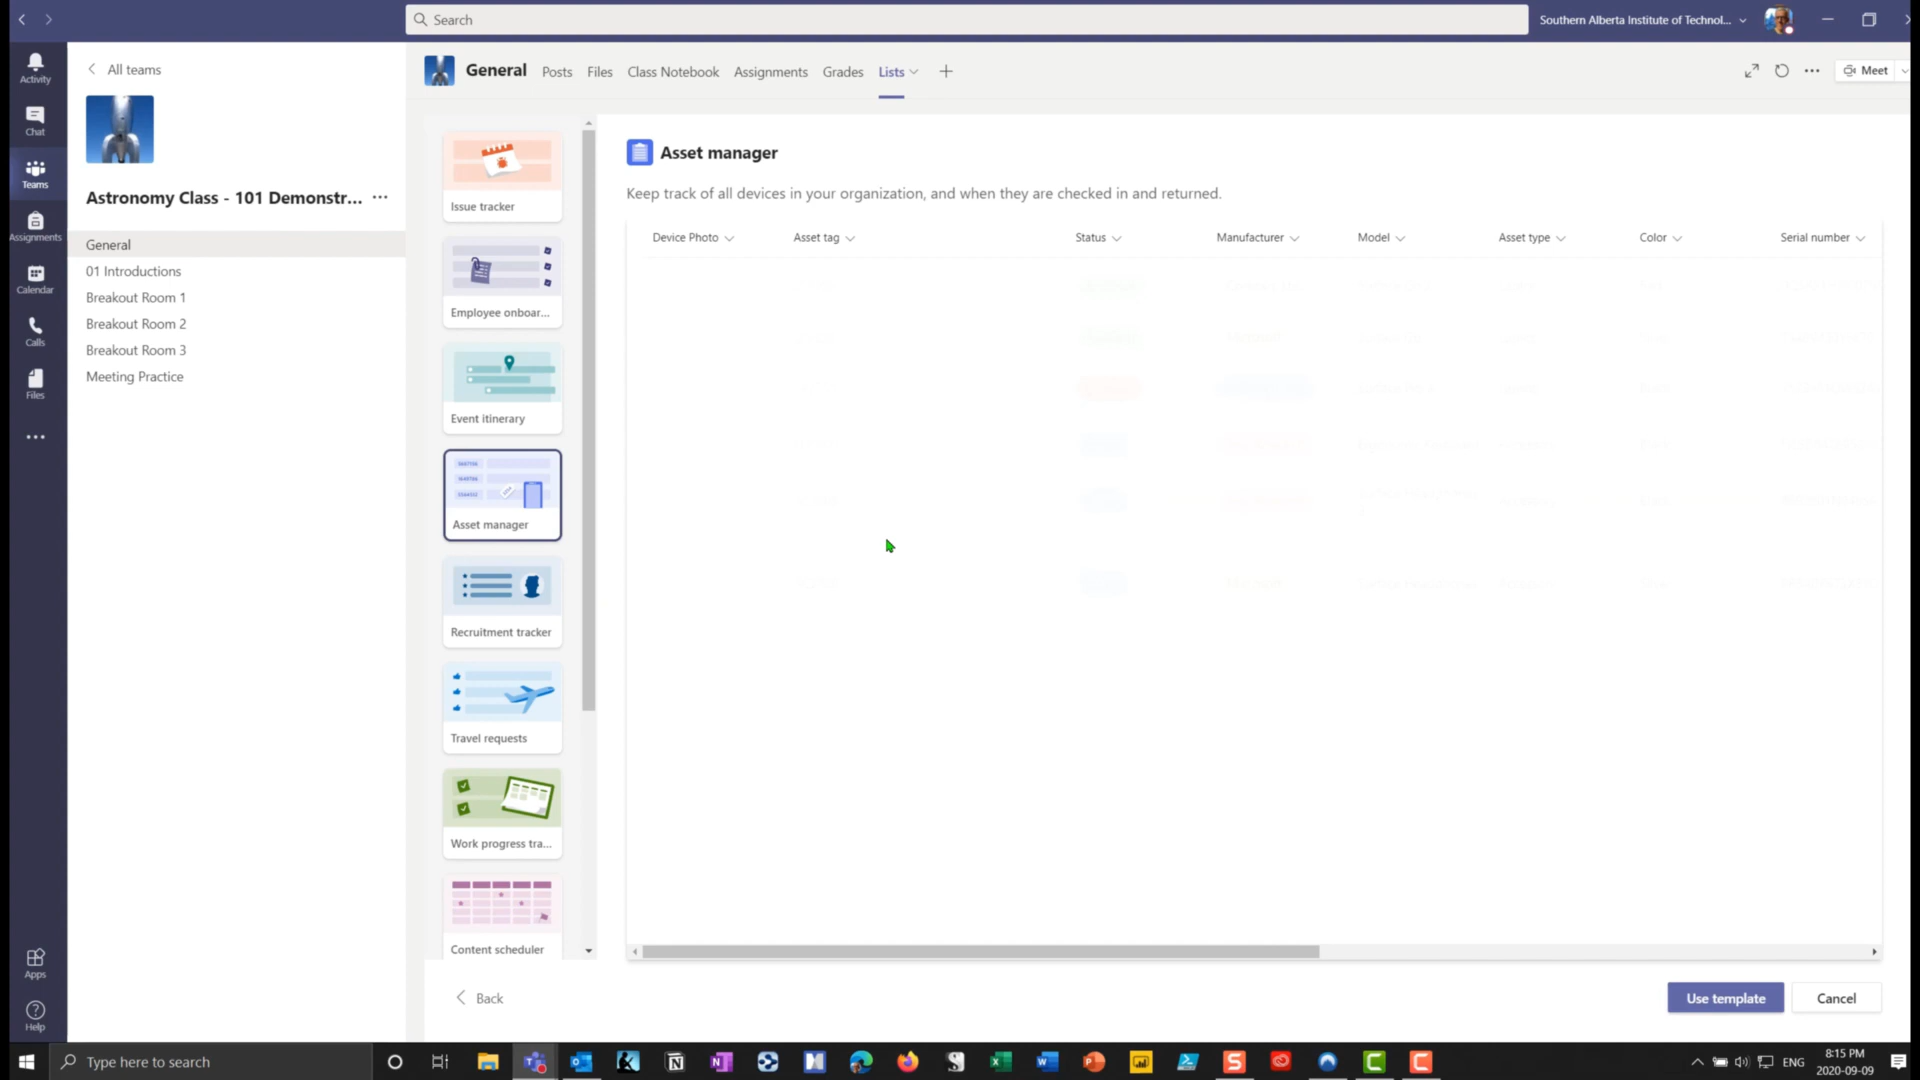 Search
Southern Alberta Institute of Technol...
Activity
Chat
Teams
Assignments
Calendar
Calls
Files
Apps
Help
All teams
Astronomy Class - 101 Demonstr...
General
01 Introductions
Breakout Room 1
Breakout Room 2
Breakout Room 3
Meeting Practice
General Posts Files Class Notebook Assignments Grades Lists
Meet
Issue tracker
Employee onboar...
Event itinerary
Asset manager
Recruitment tracker
Travel requests
Work progress tra...
Content scheduler
Asset manager
Keep track of all devices in your organization, and when they are checked in and returned.
Device Photo Asset tag Status Manufacturer Model Asset type Color Serial number
Back
Use template
Cancel
Type here to search
ENG
8:15 PM
2020-09-09